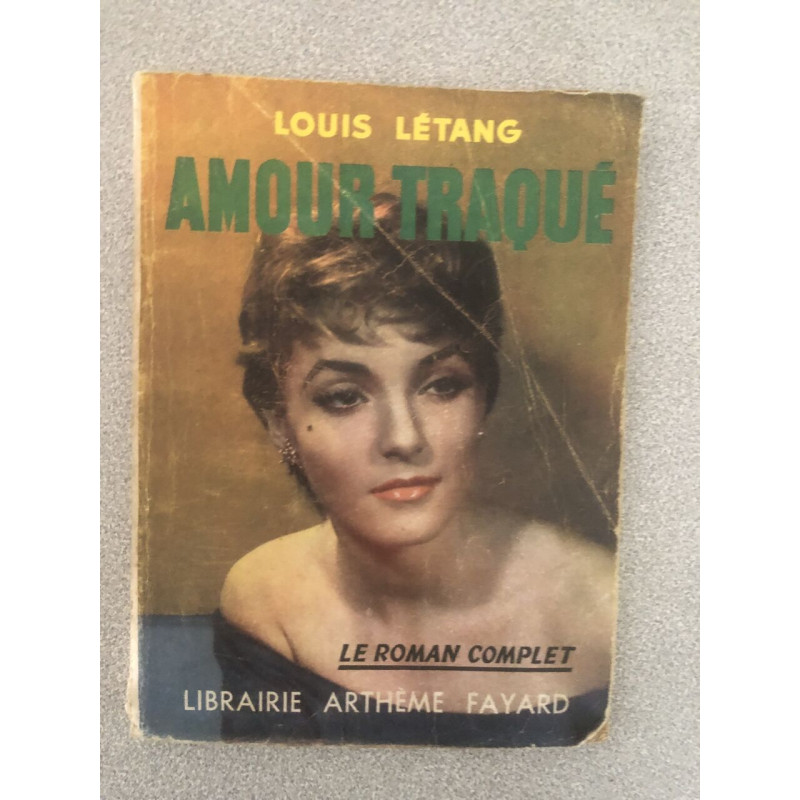 LOUIS LÉTANG
AMOUR TRAQUÉ
LE ROMAN COMPLET
LIBRAIRIE ARTHÈME FAYARD